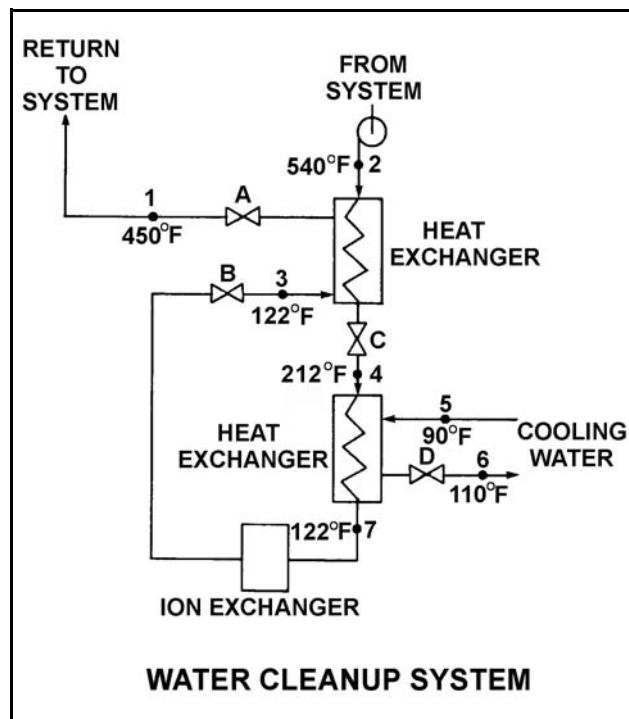 RETURN
TO
SYSTEM
FROM
SYSTEM
540°F 2
1
A
450°F
HEAT
EXCHANGER
B
3
122°F
C
212°F 4
HEAT
EXCHANGER
5
90°F
COOLING
WATER
D
6
110°F
122°F 7
ION EXCHANGER
WATER CLEANUP SYSTEM